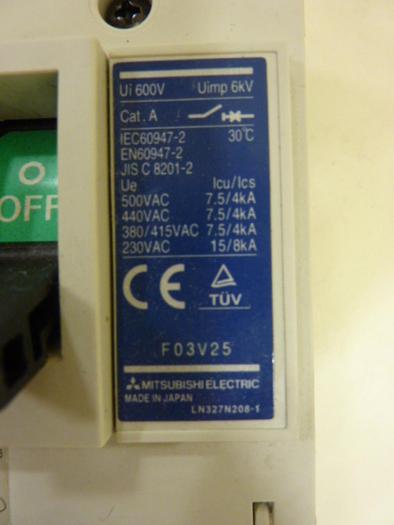 Ui 600V Uimp 6kV
Cat. A
IEC60947-2 30℃
EN60947-2
JIS C 8201-2
Ue Icu/Ics
500VAC 7.5/4kA
440VAC 7.5/4kA
380/415VAC 7.5/4kA
230VAC 15/8kA
CE
TÜV
F03V25
MITSUBISHI ELECTRIC
MADE IN JAPAN
LN327N208-1
OFF